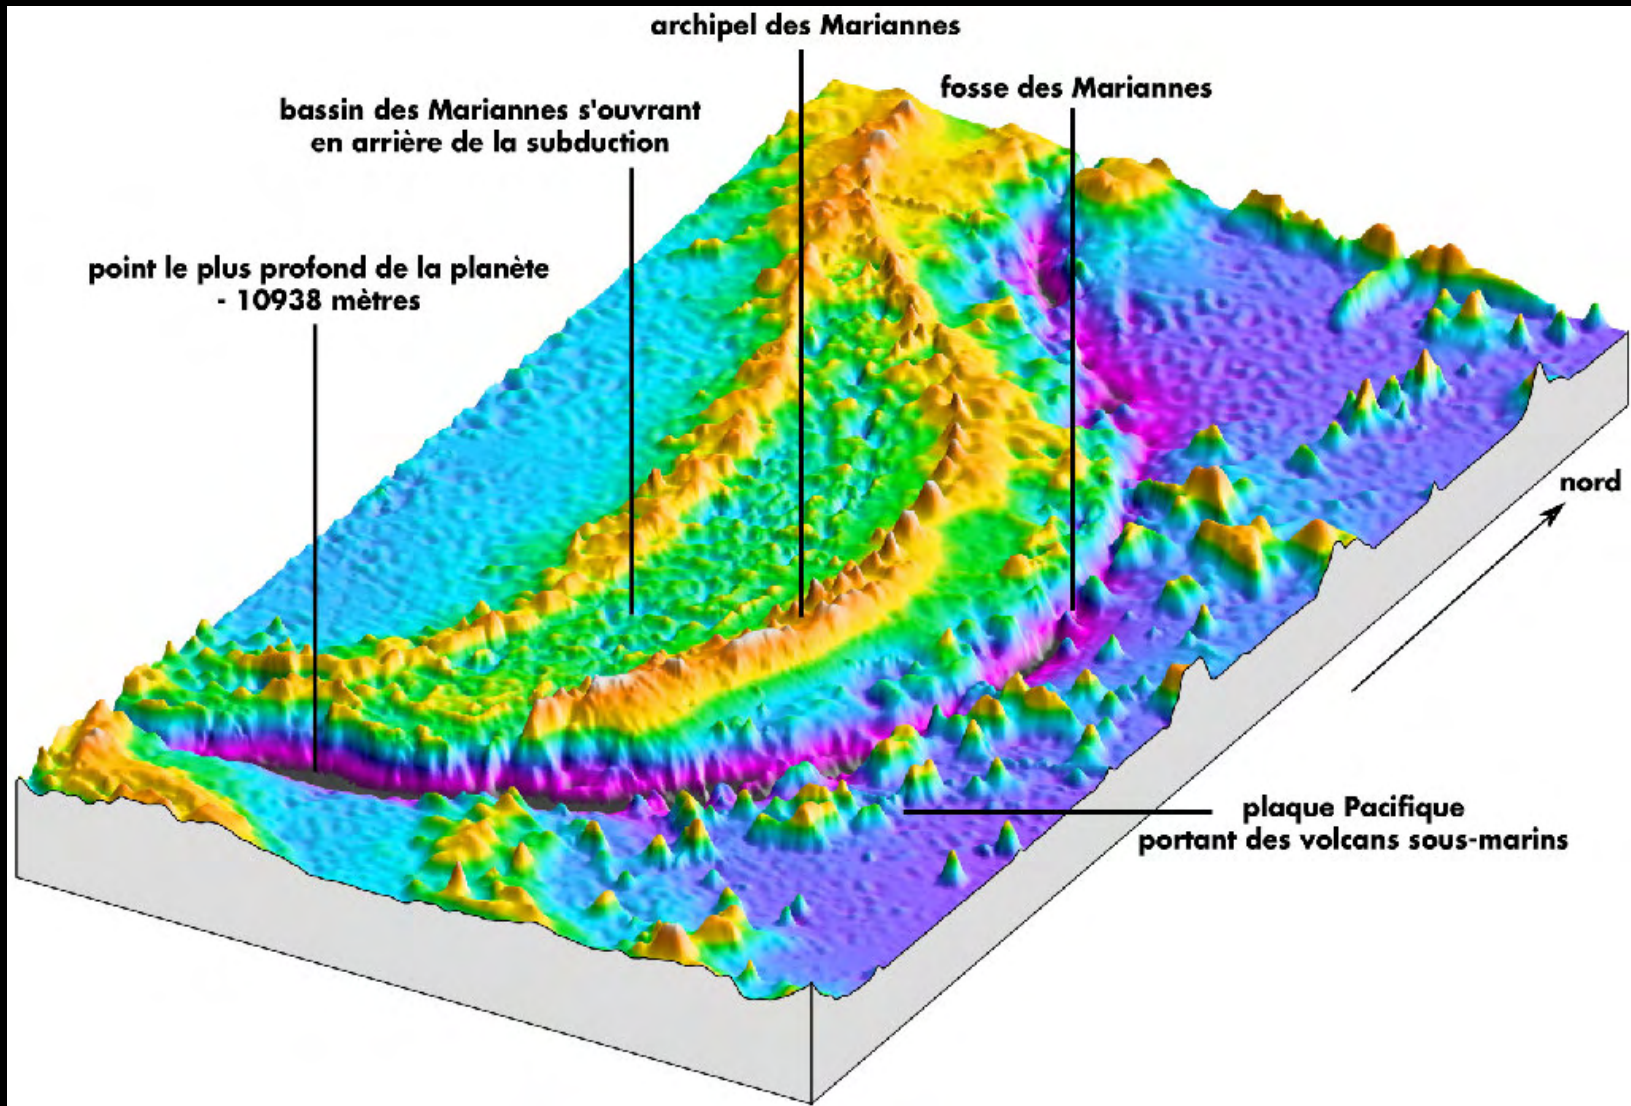 archipel des Mariannes
fosse des Mariannes
bassin des Mariannes s'ouvrant
en arrière de la subduction
point le plus profond de la planète
- 10938 mètres
nord
plaque Pacifique
portant des volcans sous-marins